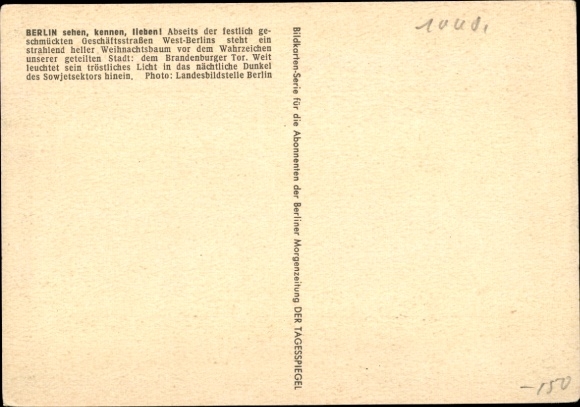 BERLIN sehen, kennen, lieben! Abseits der festlich ge-
schmückten Geschäftsstraßen West-Berlins steht ein
strahlend heller Weihnachtsbaum vor dem Wahrzeichen
unserer geteilten Stadt: dem Brandenburger Tor. Weit
leuchtet sein tröstliches Licht in das nächtliche Dunkel
des Sowjetsektors hinein. Photo: Landesbildstelle Berlin
Bildkarten-Serie für die Abonnenten der Berliner Morgenzeitung DER TAGESSPIEGEL
-150